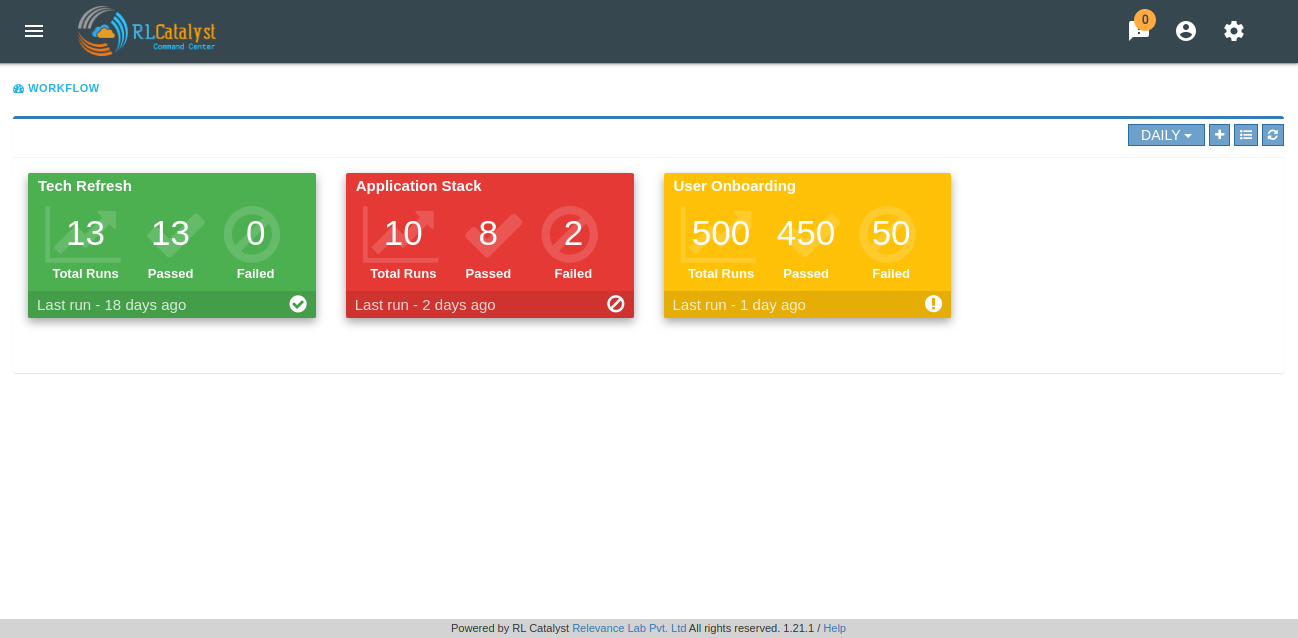 RLCatalyst
Command Center
0
WORKFLOW
DAILY
Tech Refresh
13 13 0
Total Runs Passed Failed
Last run - 18 days ago
Application Stack
10 8 2
Total Runs Passed Failed
Last run - 2 days ago
User Onboarding
500 450 50
Total Runs Passed Failed
Last run - 1 day ago
Powered by RL Catalyst Relevance Lab Pvt. Ltd All rights reserved. 1.21.1 / Help